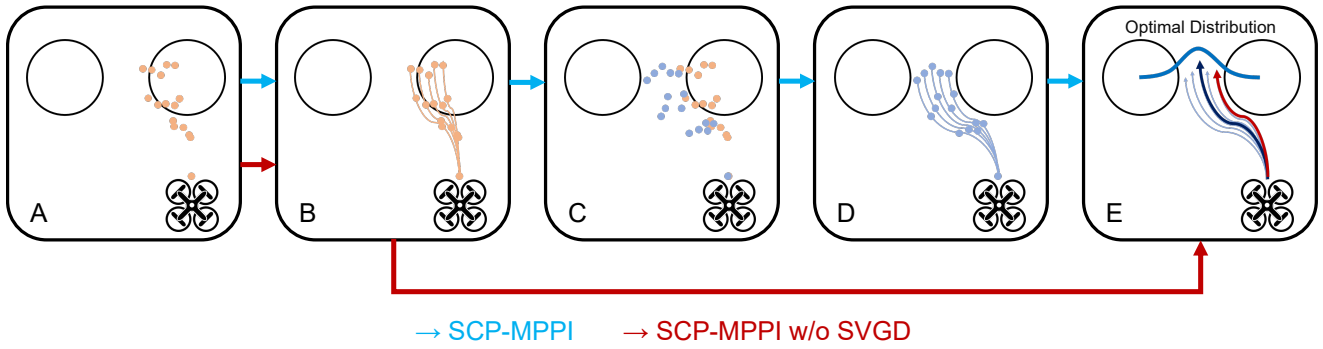 Optimal Distribution
A
B
C
D
E
→ SCP-MPPI
→ SCP-MPPI w/o SVGD